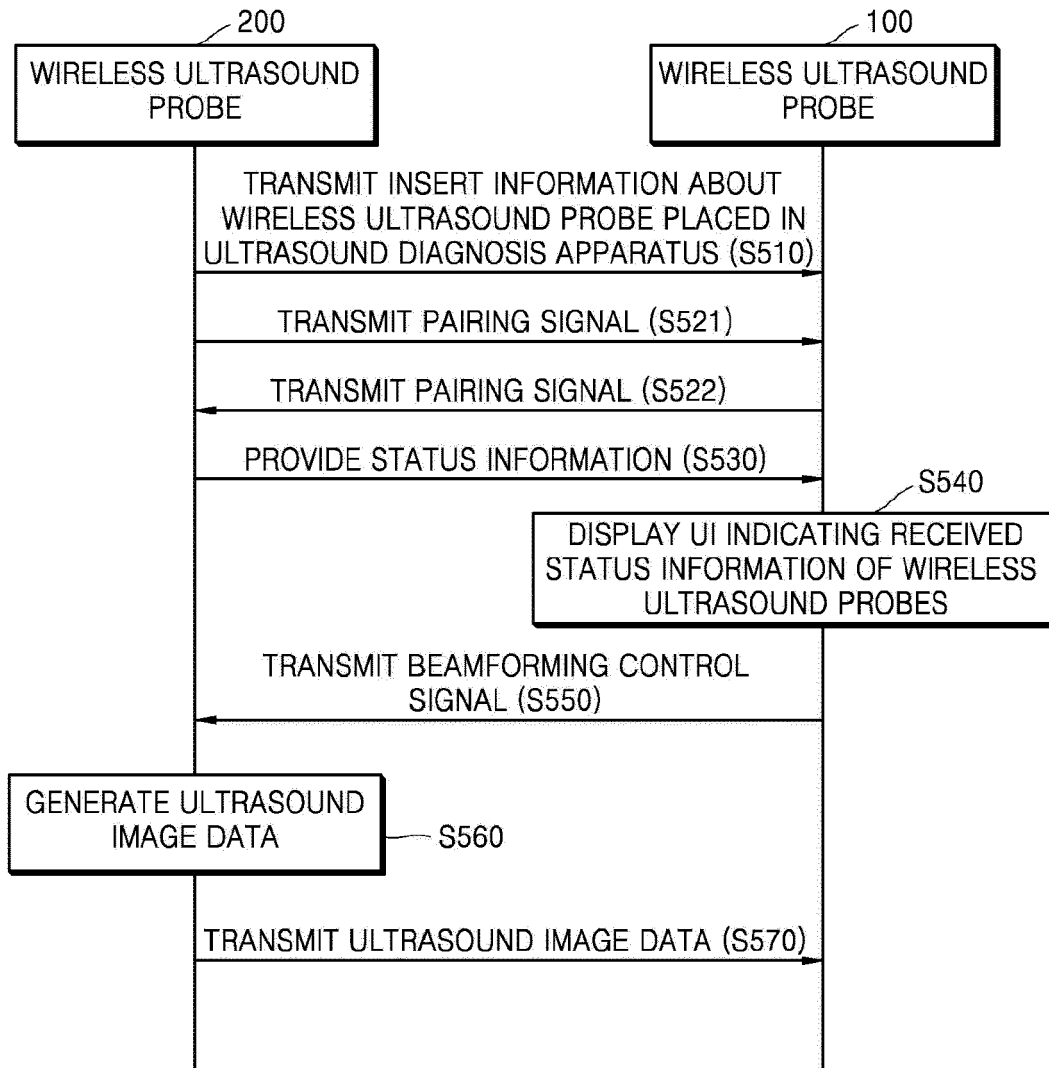 200
100
WIRELESS ULTRASOUND
PROBE
WIRELESS ULTRASOUND
PROBE
TRANSMIT INSERT INFORMATION ABOUT
WIRELESS ULTRASOUND PROBE PLACED IN
ULTRASOUND DIAGNOSIS APPARATUS (S510)
TRANSMIT PAIRING SIGNAL (S521)
TRANSMIT PAIRING SIGNAL (S522)
PROVIDE STATUS INFORMATION (S530)
S540
DISPLAY UI INDICATING RECEIVED
STATUS INFORMATION OF WIRELESS
ULTRASOUND PROBES
TRANSMIT BEAMFORMING CONTROL
SIGNAL (S550)
GENERATE ULTRASOUND
IMAGE DATA
S560
TRANSMIT ULTRASOUND IMAGE DATA (S570)